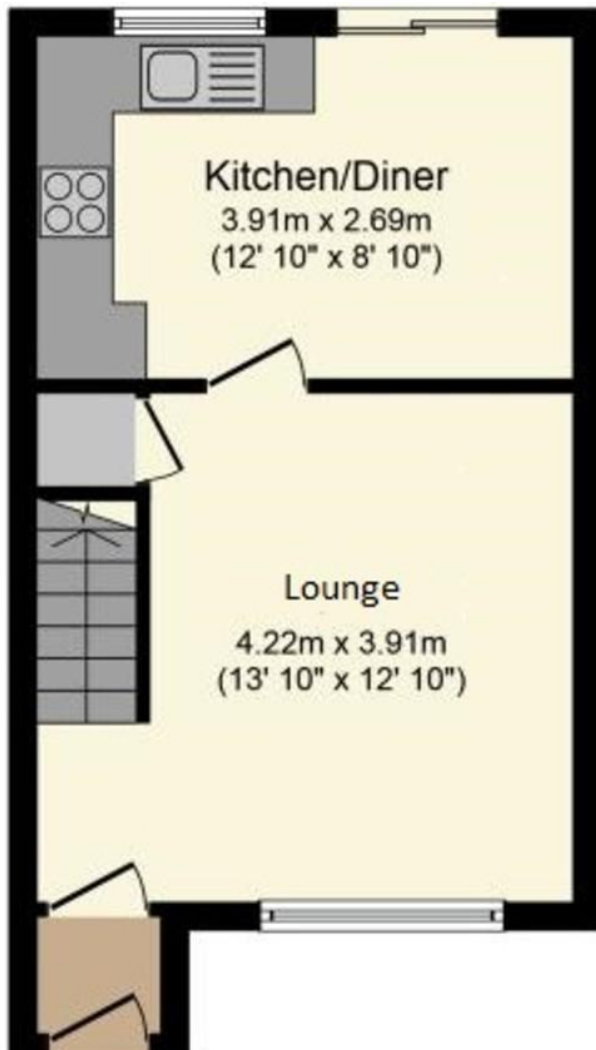 Kitchen/Diner
3.91m x 2.69m
(12' 10" x 8' 10")
Lounge
4.22m x 3.91m
(13' 10" x 12' 10")